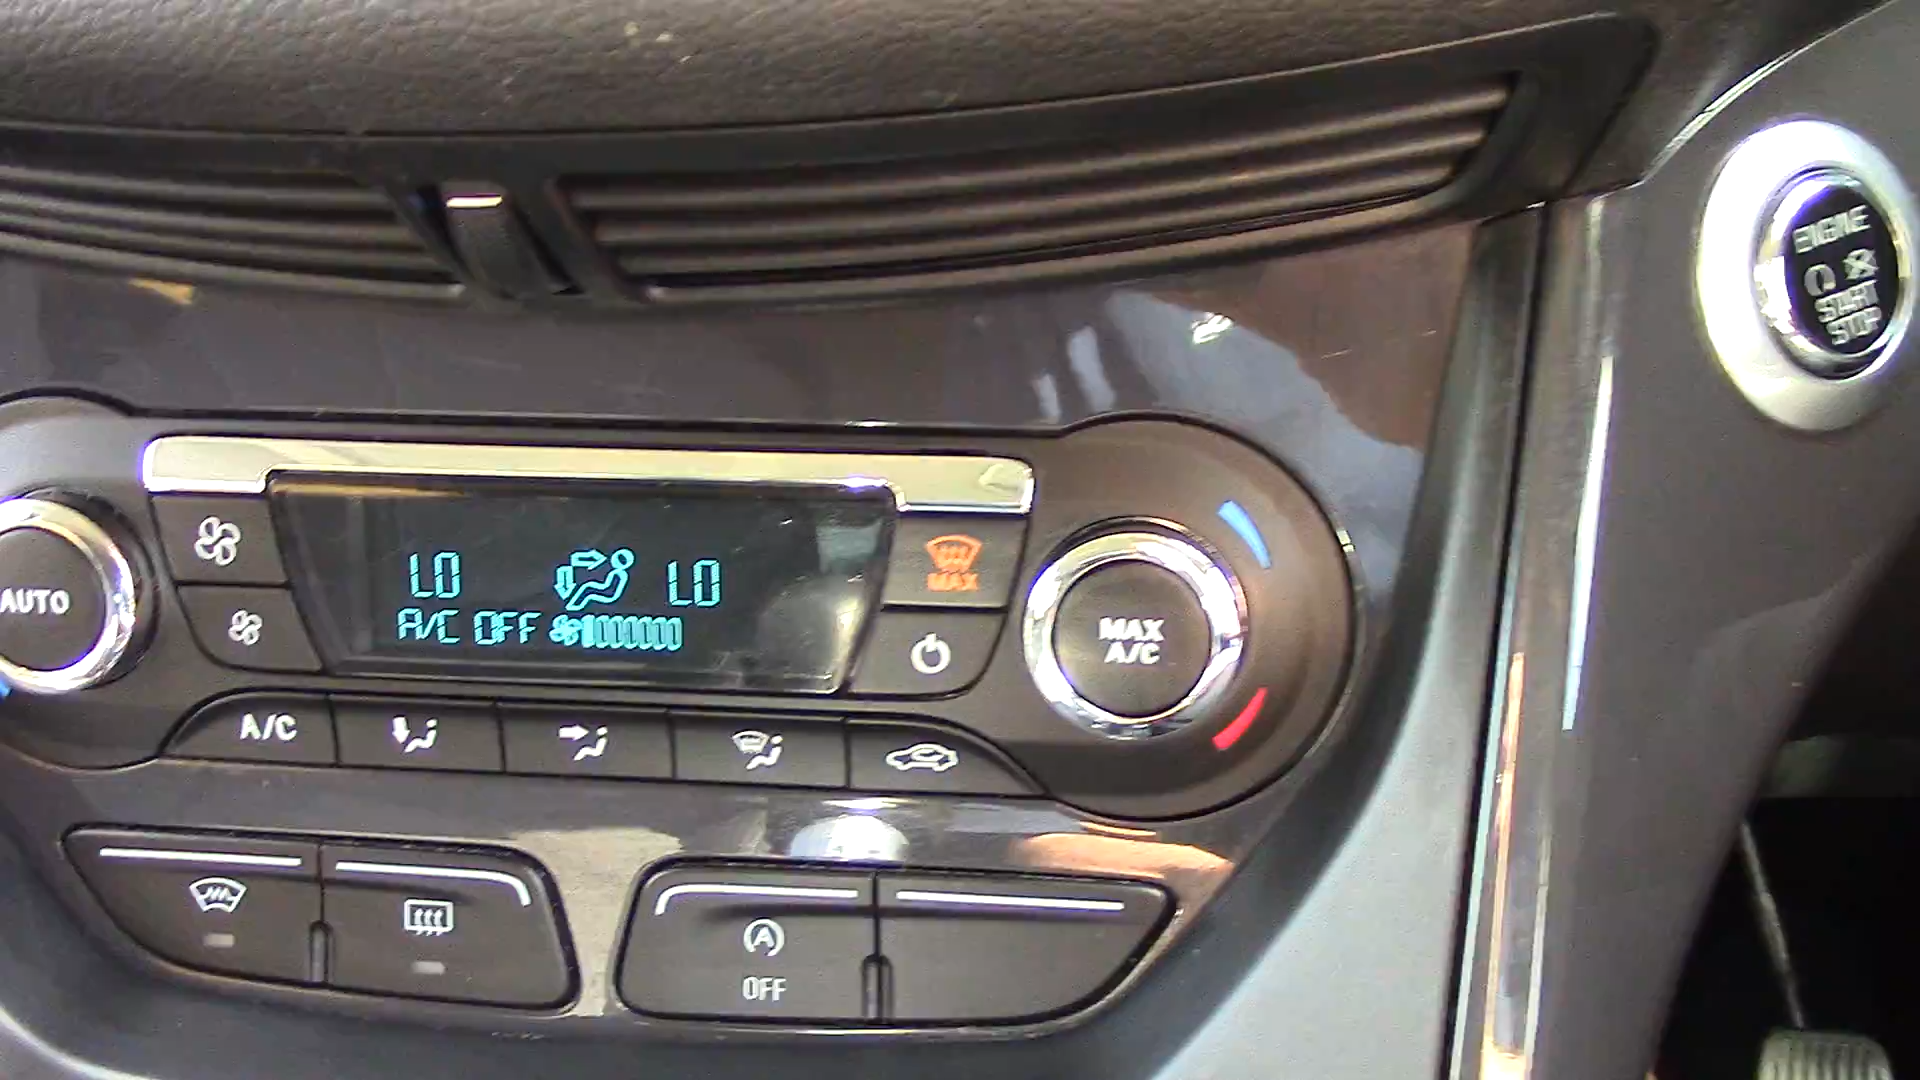 ENGINE
START
STOP
LO LO
A/C OFF
MAX
AUTO
MAX
A/C
A/C
A
OFF